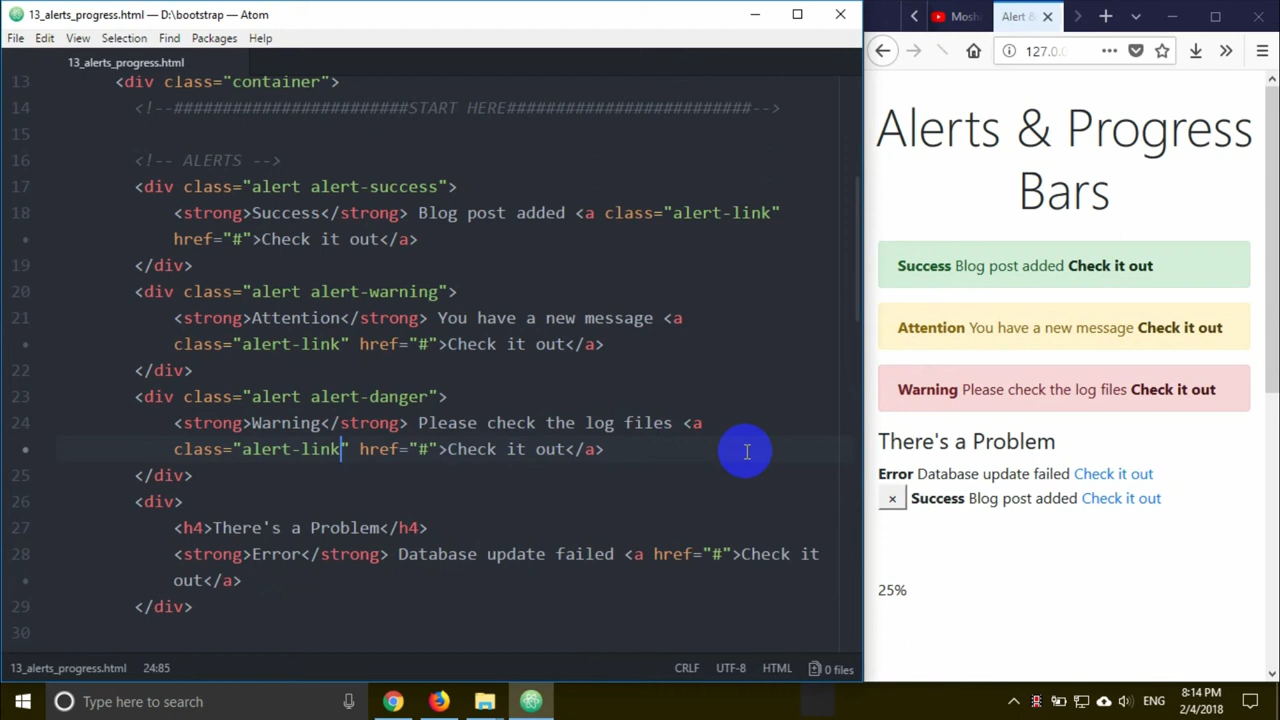 13_alerts_progress.html — D:\bootstrap — Atom
File Edit View Selection Find Packages Help
13_alerts_progress.html
13 <div class="container">
14 <!--########################START HERE#########################-->
15
16 <!-- ALERTS -->
17 <div class="alert alert-success">
18 <strong>Success</strong> Blog post added <a class="alert-link"
href="#">Check it out</a>
19 </div>
20 <div class="alert alert-warning">
21 <strong>Attention</strong> You have a new message <a
class="alert-link" href="#">Check it out</a>
22 </div>
23 <div class="alert alert-danger">
24 <strong>Warning</strong> Please check the log files <a
class="alert-link" href="#">Check it out</a>
25 </div>
26 <div>
27 <h4>There's a Problem</h4>
28 <strong>Error</strong> Database update failed <a href="#">Check it
out</a>
29 </div>
30
13_alerts_progress.html 24:85 CRLF UTF-8 HTML 0 files
Mosh
Alert &
127.0.
Alerts & Progress
Bars
Success Blog post added Check it out
Attention You have a new message Check it out
Warning Please check the log files Check it out
There's a Problem
Error Database update failed Check it out
× Success Blog post added Check it out
25%
Type here to search
ENG
8:14 PM
2/4/2018